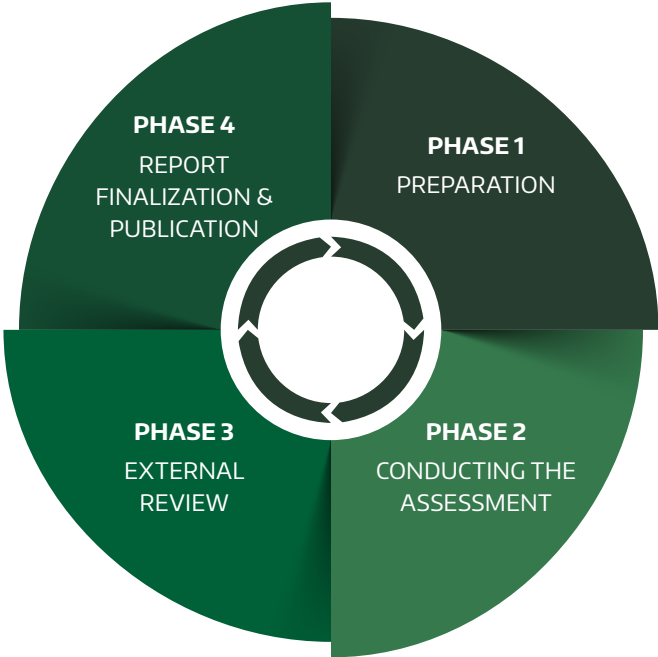 PHASE 1
PREPARATION
PHASE 2
CONDUCTING THE
ASSESSMENT
PHASE 3
EXTERNAL
REVIEW
PHASE 4
REPORT
FINALIZATION &
PUBLICATION